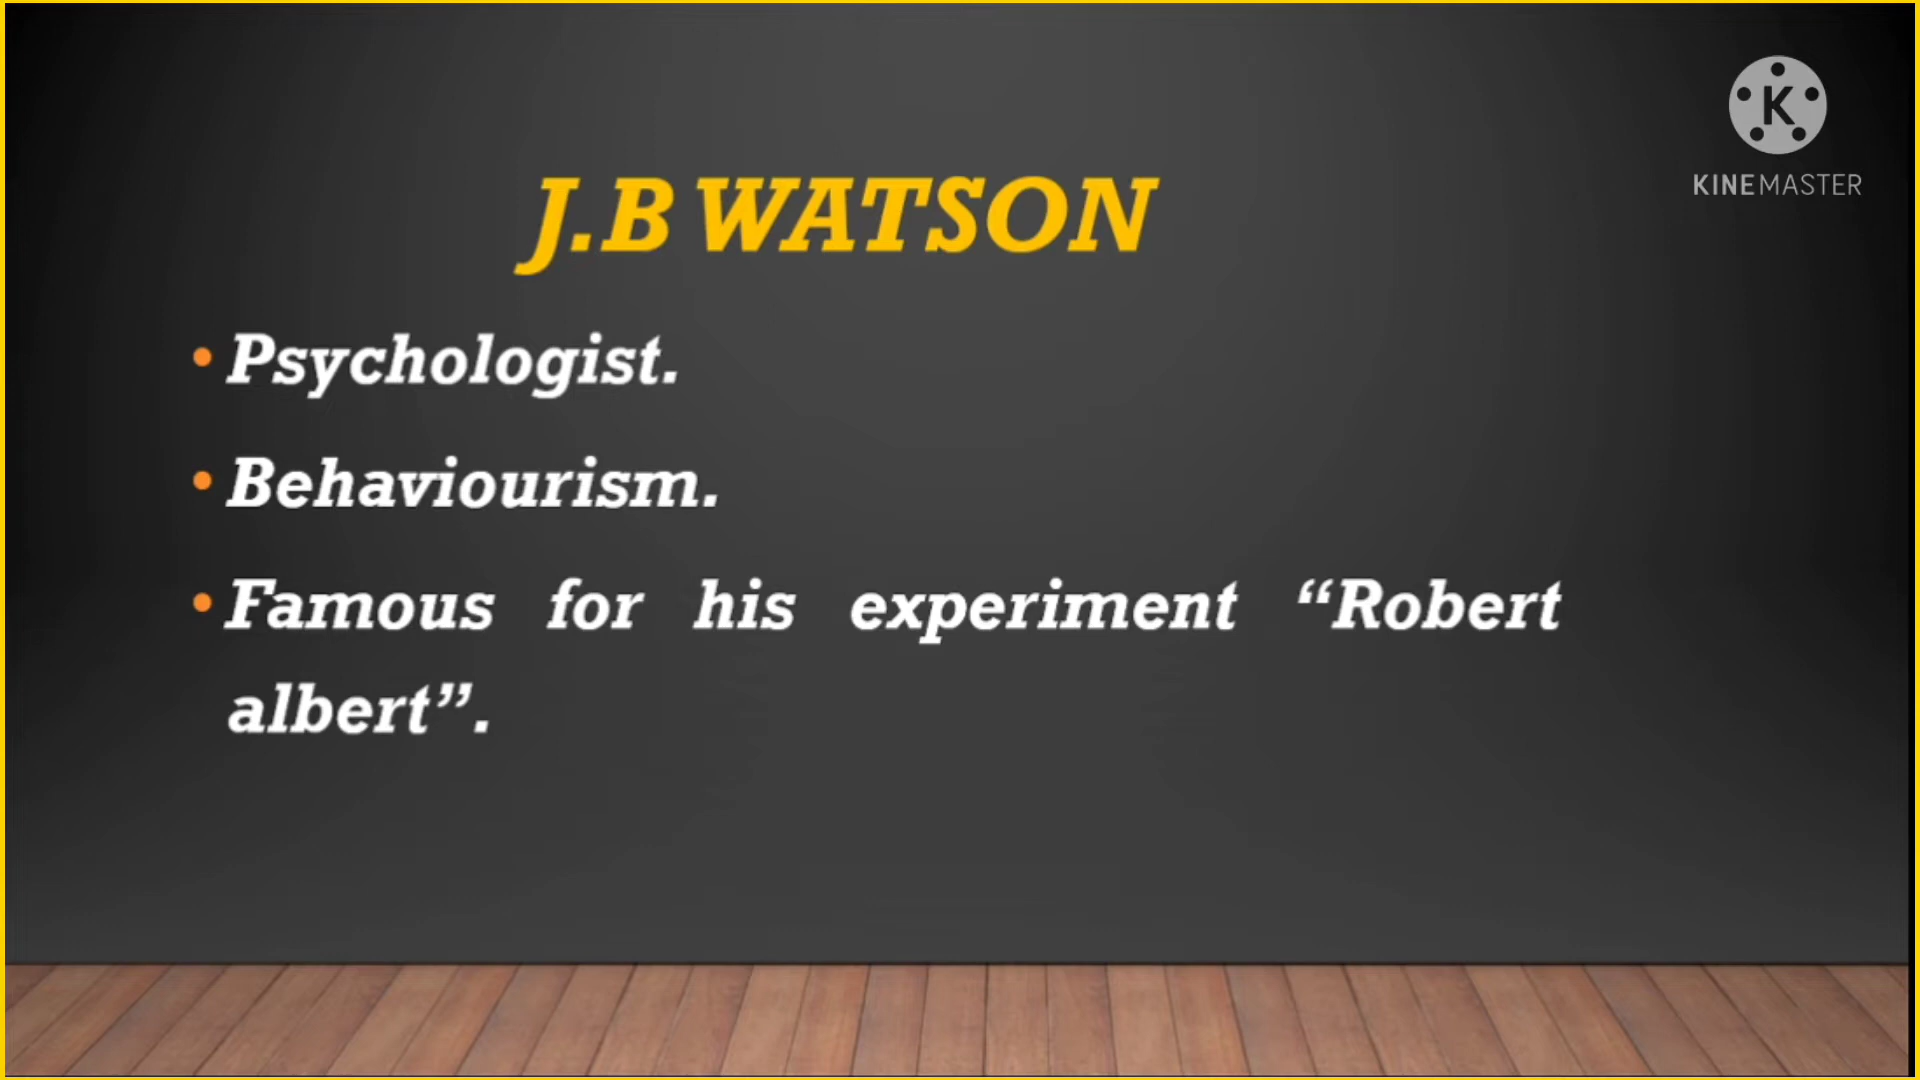 KINEMASTER
J.B WATSON
• Psychologist.
• Behaviourism.
• Famous for his experiment “Robert
albert”.